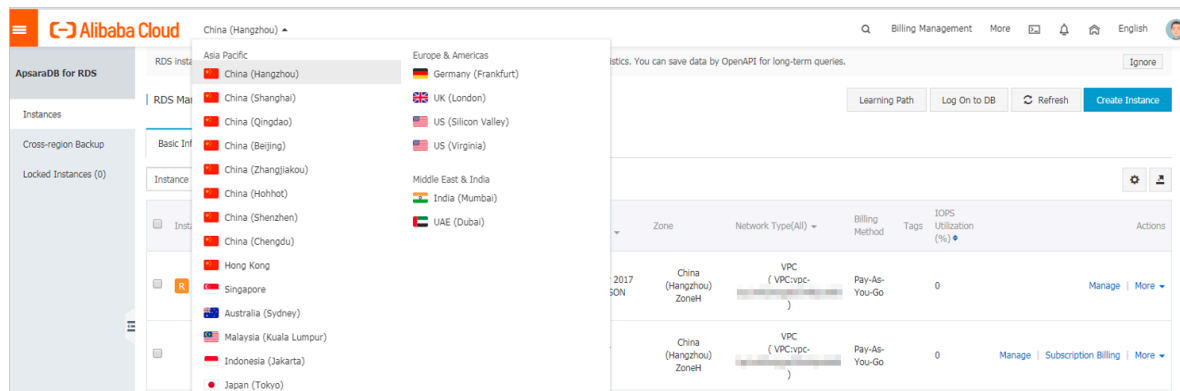 Alibaba Cloud
China (Hangzhou)
Billing Management
More
English
ApsaraDB for RDS
Instances
Cross-region Backup
Locked Instances (0)
RDS
Asia Pacific
China (Hangzhou)
China (Shanghai)
China (Qingdao)
China (Beijing)
China (Zhangjiakou)
China (Hohhot)
China (Shenzhen)
China (Chengdu)
Hong Kong
Singapore
Australia (Sydney)
Malaysia (Kuala Lumpur)
Indonesia (Jakarta)
Japan (Tokyo)
Europe & Americas
Germany (Frankfurt)
UK (London)
US (Silicon Valley)
US (Virginia)
Middle East & India
India (Mumbai)
UAE (Dubai)
You can save data by OpenAPI for long-term queries.
Ignore
RDS
Learning Path
Log On to DB
Refresh
Create Instance
Basic
Instance
Zone
Network Type(All)
Billing
Method
Tags
IOPS
Utilization
(%)
Actions
R
2017
China
(Hangzhou)
ZoneH
VPC
( VPC:vpc-
)
Pay-As-
You-Go
0
Manage | More
China
(Hangzhou)
ZoneH
VPC
( VPC:vpc-
)
Pay-As-
You-Go
0
Manage | Subscription Billing | More